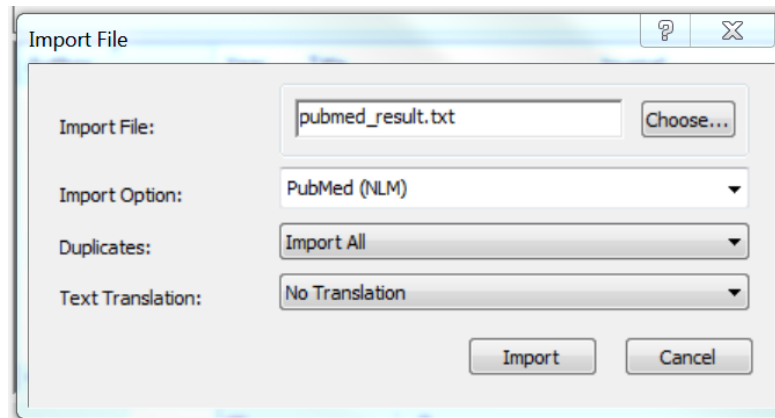 Import File
Import File:
pubmed_result.txt
Choose...
Import Option:
PubMed (NLM)
Duplicates:
Import All
Text Translation:
No Translation
Import
Cancel